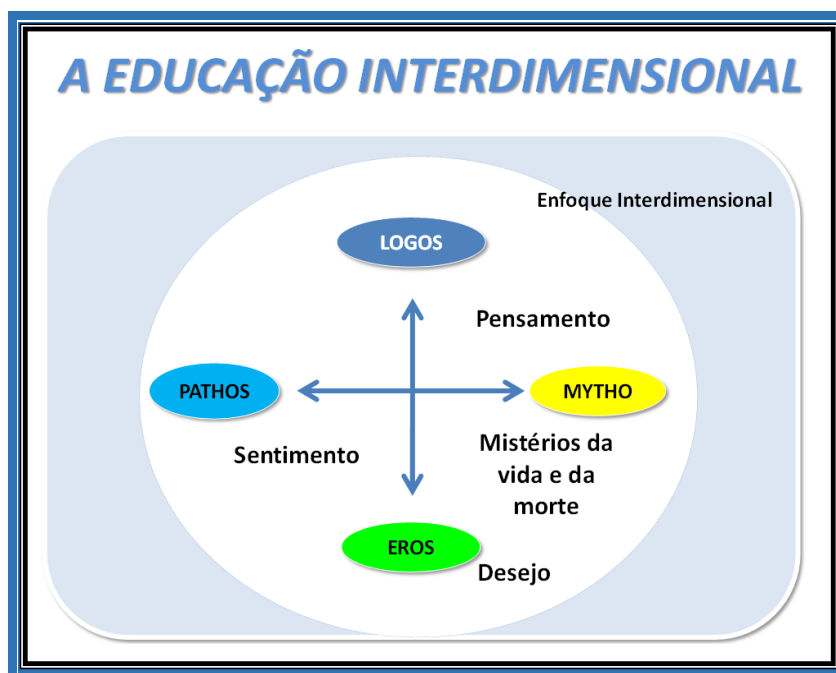 A EDUCAÇÃO INTERDIMENSIONAL
Enfoque Interdimensional
LOGOS
Pensamento
PATHOS
MYTHO
Sentimento
Mistérios da
vida e da
morte
EROS
Desejo